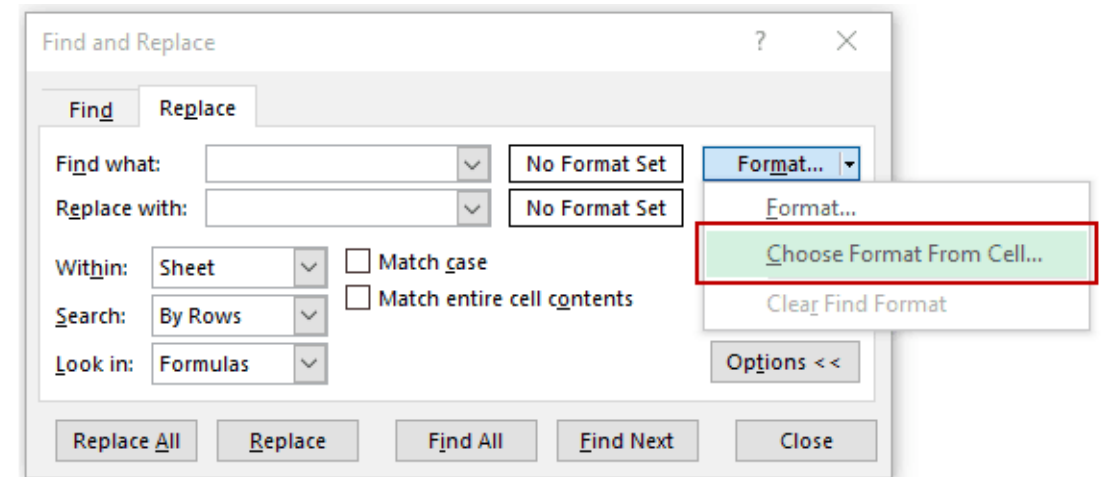 Find and Replace ?
Find Replace
Find what: No Format Set Format...
Replace with: No Format Set
Format...
Choose Format From Cell...
Clear Find Format
Within: Sheet Match case
Match entire cell contents
Search: By Rows
Look in: Formulas
Options <<
Replace All Replace Find All Find Next Close